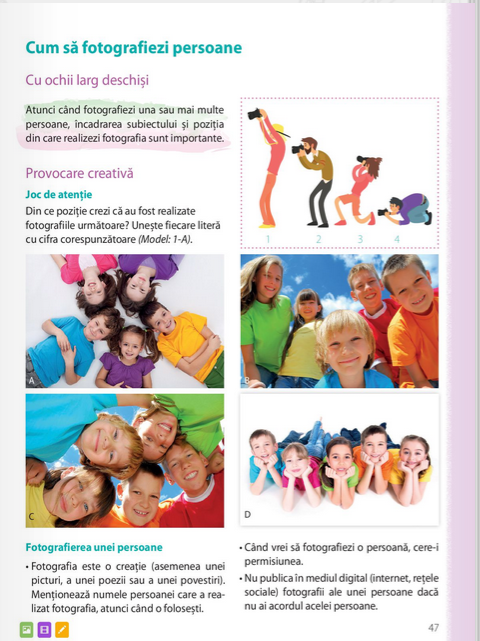 Cum să fotografiezi persoane
Cu ochii larg deschiși
Atunci când fotografiezi una sau mai multe
persoane, încadrarea subiectului și poziția
din care realizezi fotografia sunt importante.
Provocare creativă
Joc de atenție
Din ce poziție crezi că au fost realizate
fotografiile următoare? Unește fiecare literă
cu cifra corespunzătoare (Model: 1-A).
1 2 3 4
A
B
C
D
Fotografierea unei persoane
• Fotografia este o creație (asemenea unei
picturi, a unei poezii sau a unei povestiri).
Menționează numele persoanei care a rea-
lizat fotografia, atunci când o folosești.
• Când vrei să fotografiezi o persoană, cere-i
permisiunea.
• Nu publica în mediul digital (internet, rețele
sociale) fotografii ale unei persoane dacă
nu ai acordul acelei persoane.
47